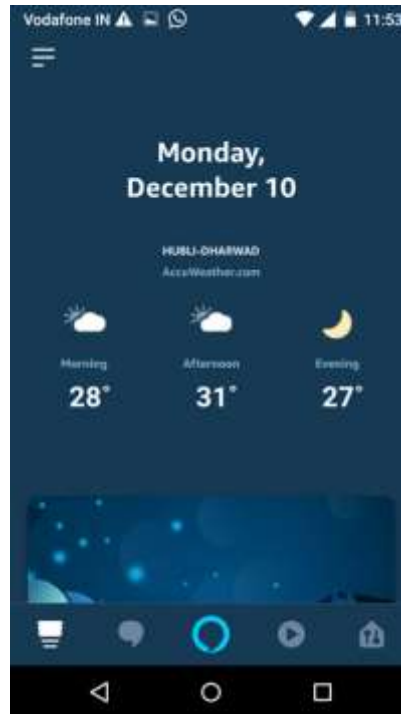 Vodafone IN 11:53
Monday,
December 10
HUBLI-DHARWAD
AccuWeather.com
Morning Afternoon Evening
28° 31° 27°